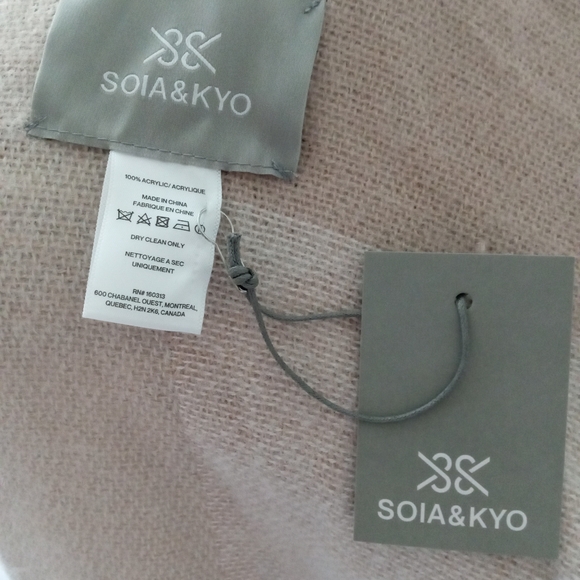 SOIA&KYO
100% ACRYLIC/ ACRYLIQUE
MADE IN CHINA
FABRIQUE EN CHINE
DRY CLEAN ONLY
NETTOYAGE A SEC
UNIQUEMENT
RN# 160313
600 CHABANEL OUEST, MONTREAL,
QUEBEC, H2N 2K6, CANADA
SOIA&KYO